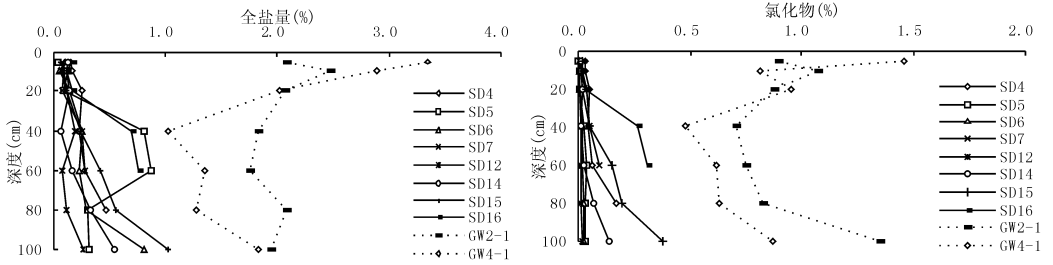 全盐量(%)
0.0 1.0 2.0 3.0 4.0
0
20
40
60
80
100
深度(cm)
SD4
SD5
SD6
SD7
SD12
SD14
SD15
SD16
GW2-1
GW4-1
氯化物(%)
0.0 0.5 1.0 1.5 2.0
0
20
40
60
80
100
深度(cm)
SD4
SD5
SD6
SD7
SD12
SD14
SD15
SD16
GW2-1
GW4-1